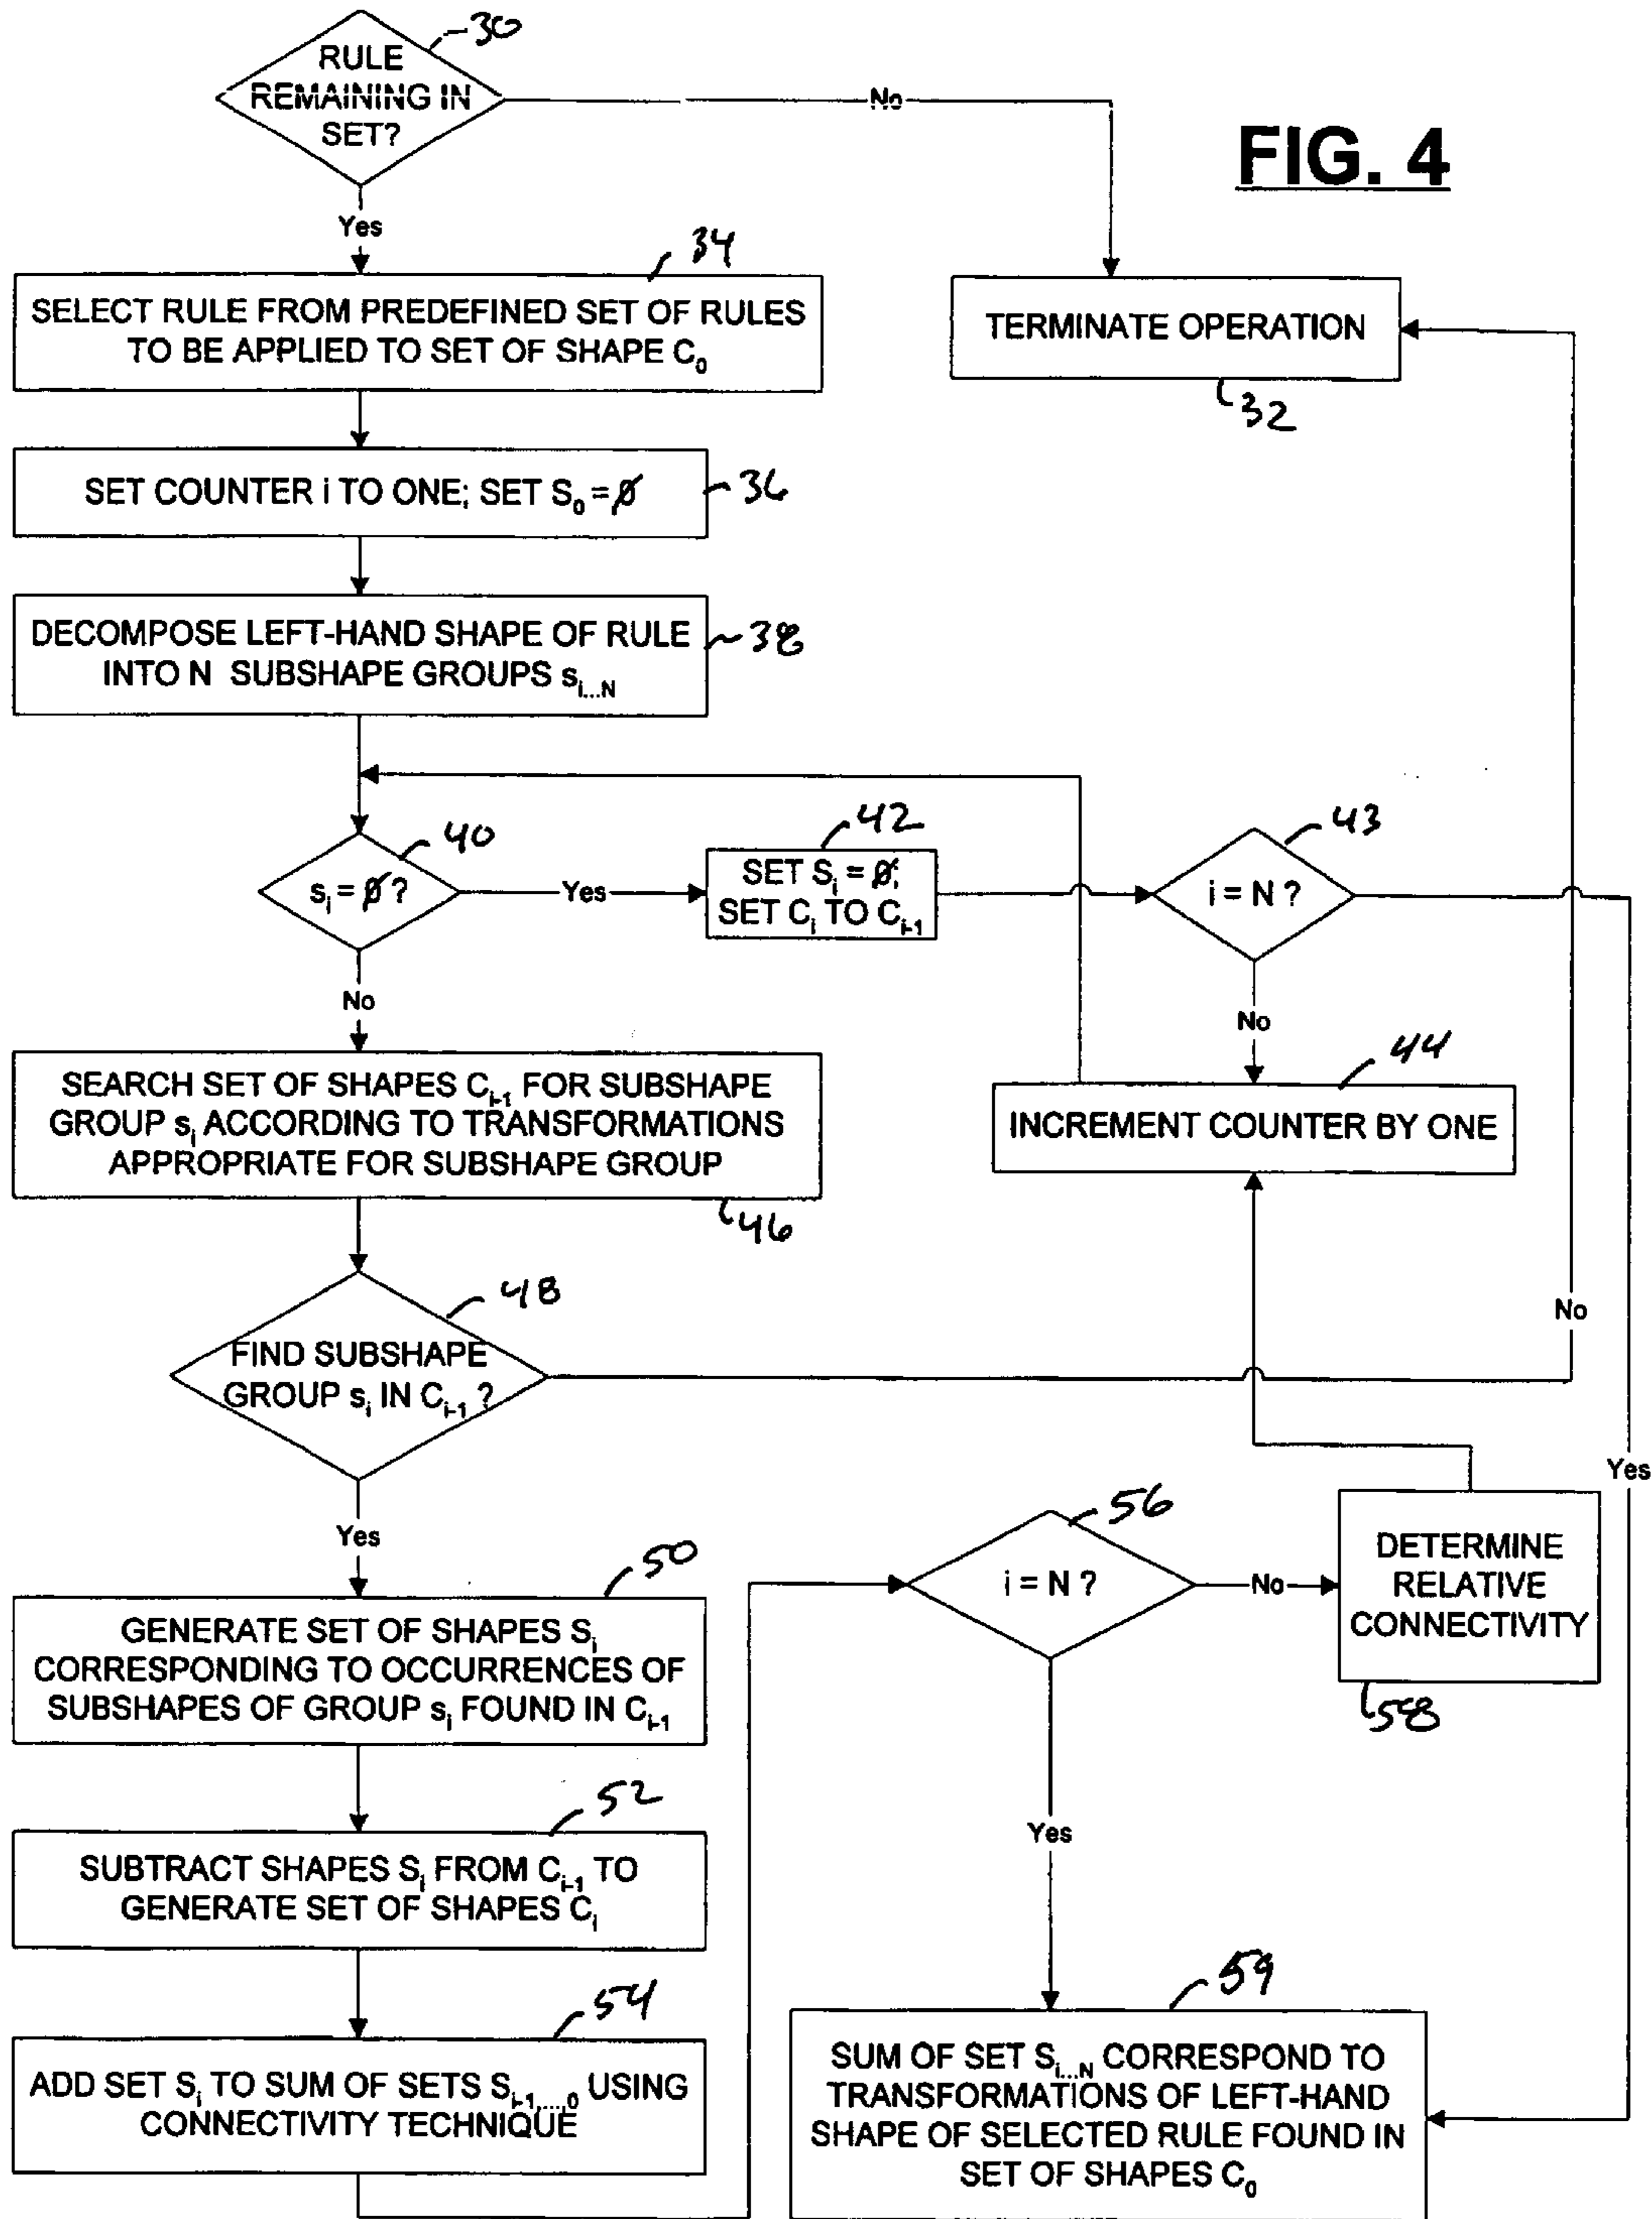 RULE
REMAINING IN
SET?
30
No
FIG. 4
Yes
34
SELECT RULE FROM PREDEFINED SET OF RULES
TO BE APPLIED TO SET OF SHAPE C₀
TERMINATE OPERATION
32
SET COUNTER i TO ONE; SET S₀ = ∅
36
DECOMPOSE LEFT-HAND SHAPE OF RULE
INTO N SUBSHAPE GROUPS sᵢ...N
38
sᵢ = ∅ ?
40
Yes
42
SET Sᵢ = ∅;
SET Cᵢ TO Cᵢ₋₁
i = N ?
43
No
No
44
INCREMENT COUNTER BY ONE
SEARCH SET OF SHAPES Cᵢ₋₁ FOR SUBSHAPE
GROUP sᵢ ACCORDING TO TRANSFORMATIONS
APPROPRIATE FOR SUBSHAPE GROUP
46
FIND SUBSHAPE
GROUP sᵢ IN Cᵢ₋₁ ?
48
No
Yes
Yes
50
GENERATE SET OF SHAPES Sᵢ
CORRESPONDING TO OCCURRENCES OF
SUBSHAPES OF GROUP sᵢ FOUND IN Cᵢ₋₁
i = N ?
56
No
DETERMINE
RELATIVE
CONNECTIVITY
58
52
SUBTRACT SHAPES Sᵢ FROM Cᵢ₋₁ TO
GENERATE SET OF SHAPES Cᵢ
Yes
54
ADD SET Sᵢ TO SUM OF SETS Sᵢ₋₁,...,₀ USING
CONNECTIVITY TECHNIQUE
59
SUM OF SET Sᵢ...N CORRESPOND TO
TRANSFORMATIONS OF LEFT-HAND
SHAPE OF SELECTED RULE FOUND IN
SET OF SHAPES C₀